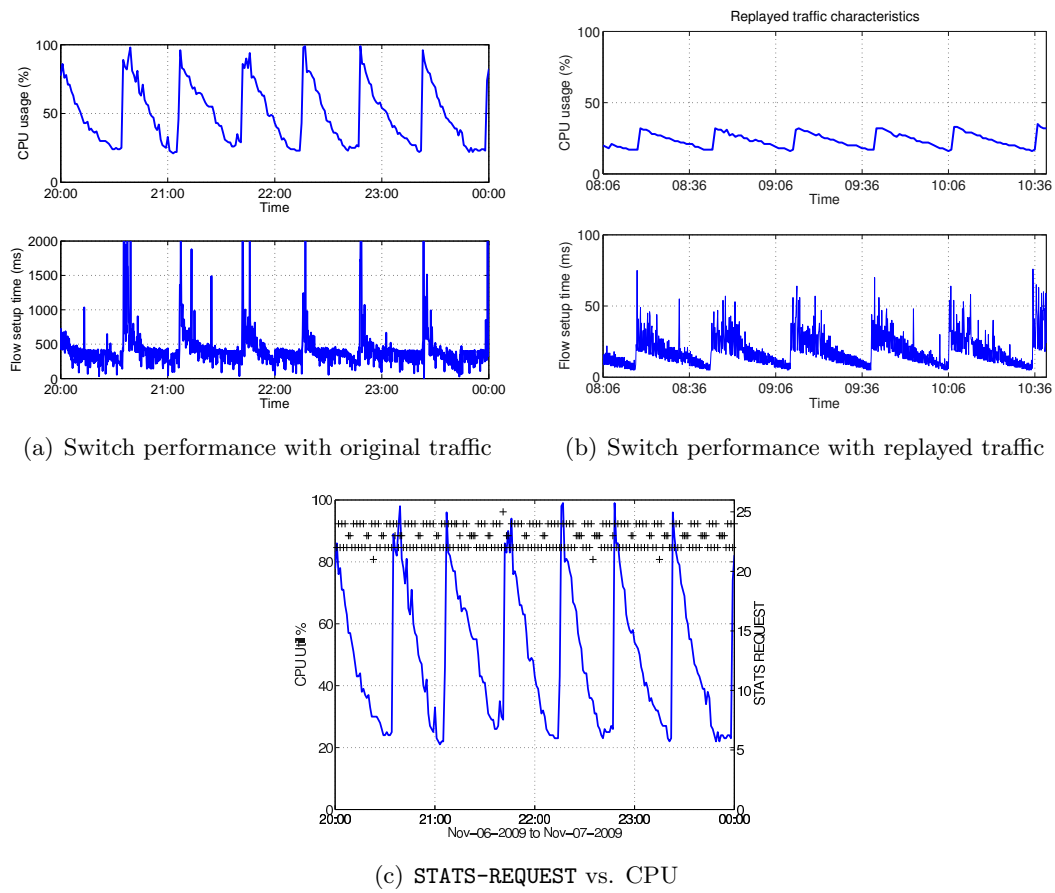 100
50
0
CPU usage (%)
20:00 21:00 22:00 23:00 00:00
Time
2000
1500
1000
500
0
Flow setup time (ms)
20:00 21:00 22:00 23:00 00:00
Time
(a) Switch performance with original traffic
Replayed traffic characteristics
100
50
0
CPU usage (%)
08:06 08:36 09:06 09:36 10:06 10:36
Time
100
50
0
Flow setup time (ms)
08:06 08:36 09:06 09:36 10:06 10:36
Time
(b) Switch performance with replayed traffic
100
80
60
40
20
0
CPU Util %
25
20
15
10
5
0
STATS REQUEST
20:00 21:00 22:00 23:00 00:00
Nov-06-2009 to Nov-07-2009
(c) STATS-REQUEST vs. CPU